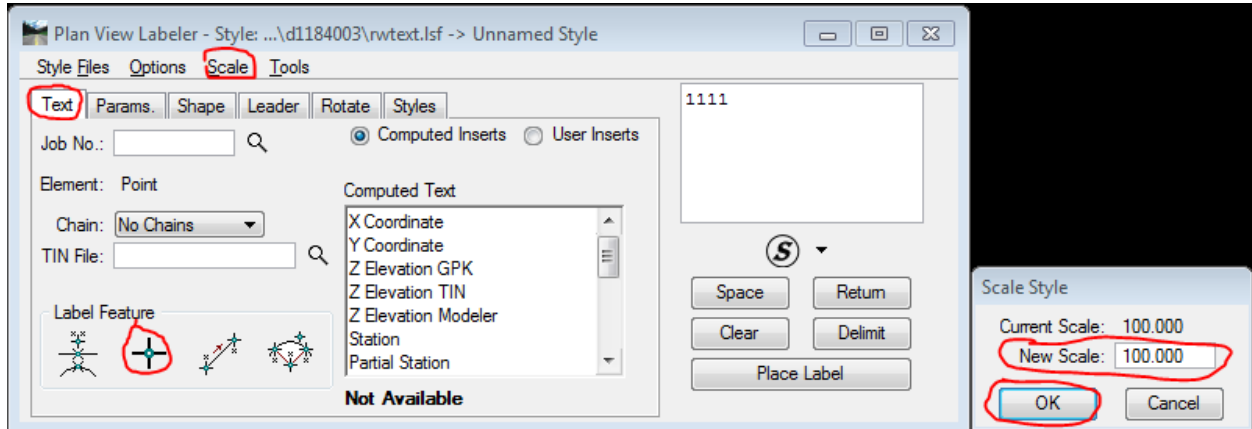 Plan View Labeler - Style: ...\d1184003\rwtext.lsf -> Unnamed Style
Style Files Options Scale Tools
Text Params. Shape Leader Rotate Styles
Job No.:
Computed Inserts User Inserts
Element: Point
Chain: No Chains
TIN File:
Label Feature
Computed Text
X Coordinate
Y Coordinate
Z Elevation GPK
Z Elevation TIN
Z Elevation Modeler
Station
Partial Station
Not Available
1111
S
Space Return
Clear Delimit
Place Label
Scale Style
Current Scale: 100.000
New Scale: 100.000
OK Cancel